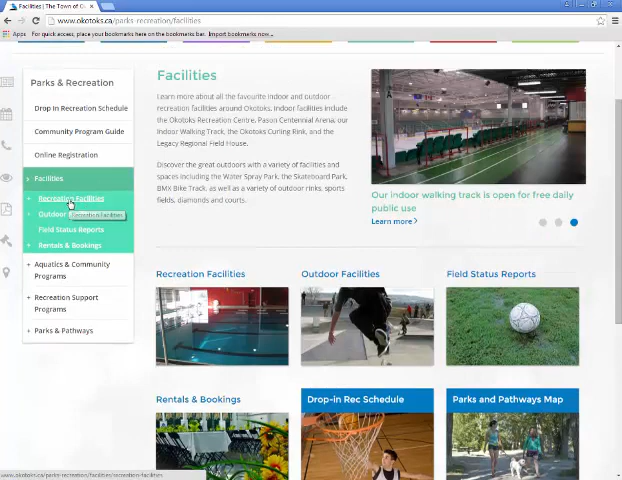 Facilities | The Town of O
www.okotoks.ca/parks-recreation/facilities
Apps For quick access, place your bookmarks here on the bookmarks bar. Import bookmarks now...
Parks & Recreation
Drop In Recreation Schedule
Community Program Guide
Online Registration
Facilities
Recreation Facilities
Outdoor
Recreation Facilities
Field Status Reports
Rentals & Bookings
Aquatics & Community
Programs
Recreation Support
Programs
Parks & Pathways
Facilities
Learn more about all the favourite indoor and outdoor
recreation facilities around Okotoks. Indoor facilities include
the Okotoks Recreation Centre, Pason Centennial Arena, our
Indoor Walking Track, the Okotoks Curling Rink, and the
Legacy Regional Field House.
Discover the great outdoors with a variety of facilities and
spaces including the Water Spray Park, the Skateboard Park,
BMX Bike Track, as well as a variety of outdoor rinks, sports
fields, diamonds and courts.
Our indoor walking track is open for free daily
public use
Learn more >
Recreation Facilities
Outdoor Facilities
Field Status Reports
Rentals & Bookings
Drop-in Rec Schedule
Parks and Pathways Map
www.okotoks.ca/parks-recreation/facilities/recreation-facilities